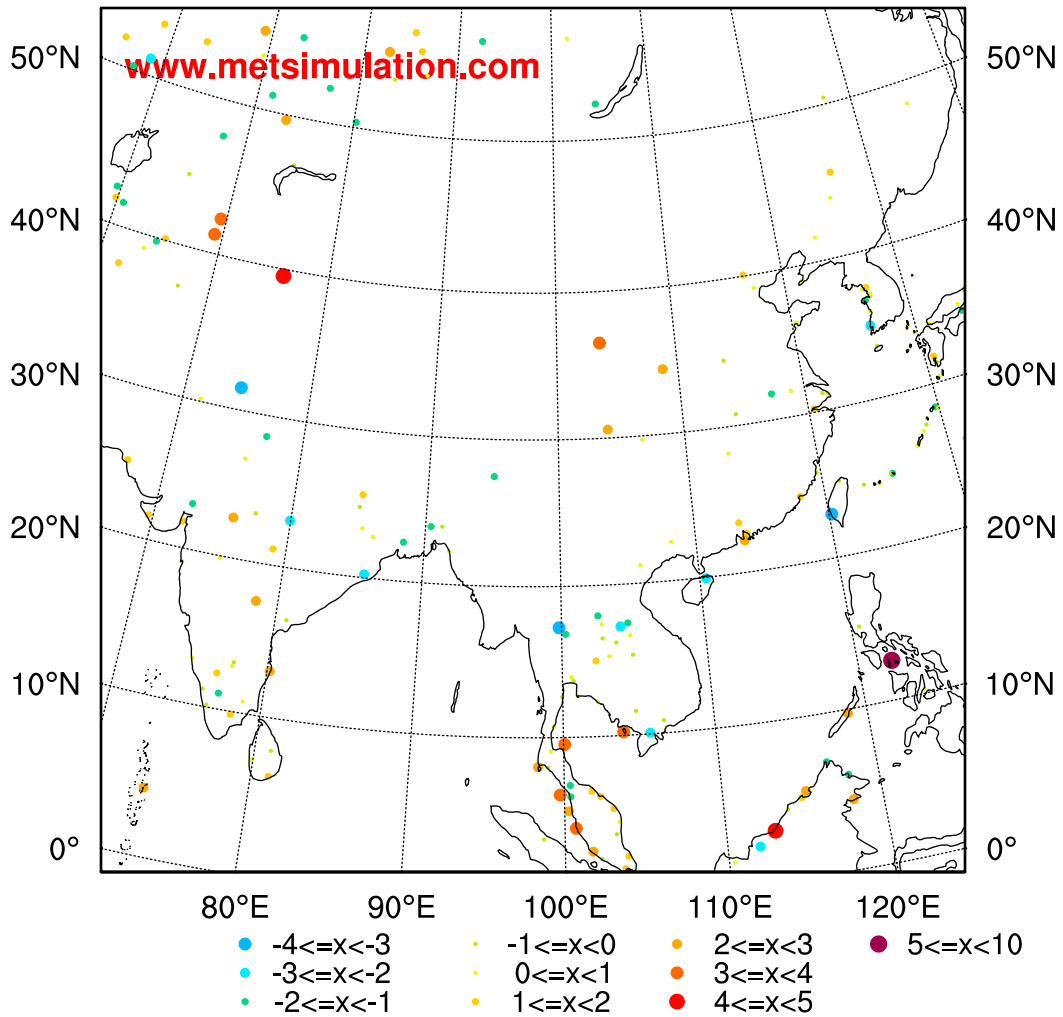 www.metsimulation.com
50°N 50°N
40°N 40°N
30°N 30°N
20°N 20°N
10°N 10°N
0° 0°
80°E 90°E 100°E 110°E 120°E
-4<=x<-3 -1<=x<0 2<=x<3 5<=x<10
-3<=x<-2 0<=x<1 3<=x<4
-2<=x<-1 1<=x<2 4<=x<5